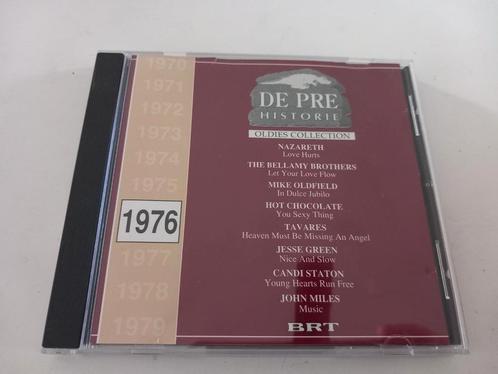 1970
1971
1972
1973
1974
1975
1976
1977
1978
1979
DE PRE
HISTORIE
OLDIES COLLECTION
NAZARETH
Love Hurts
THE BELLAMY BROTHERS
Let Your Love Flow
MIKE OLDFIELD
In Dulce Jubilo
HOT CHOCOLATE
You Sexy Thing
TAVARES
Heaven Must Be Missing An Angel
JESSE GREEN
Nice And Slow
CANDI STATON
Young Hearts Run Free
JOHN MILES
Music
BRT